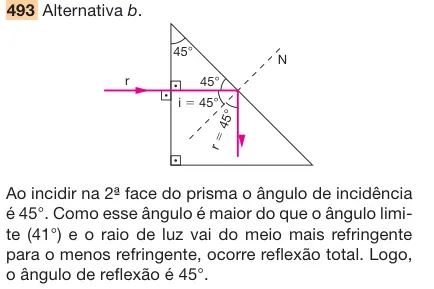 493 Alternativa b.
45°
N
r
45°
i = 45°
r = 45°
Ao incidir na 2ª face do prisma o ângulo de incidência
é 45°. Como esse ângulo é maior do que o ângulo limi-
te (41°) e o raio de luz vai do meio mais refringente
para o menos refringente, ocorre reflexão total. Logo,
o ângulo de reflexão é 45°.